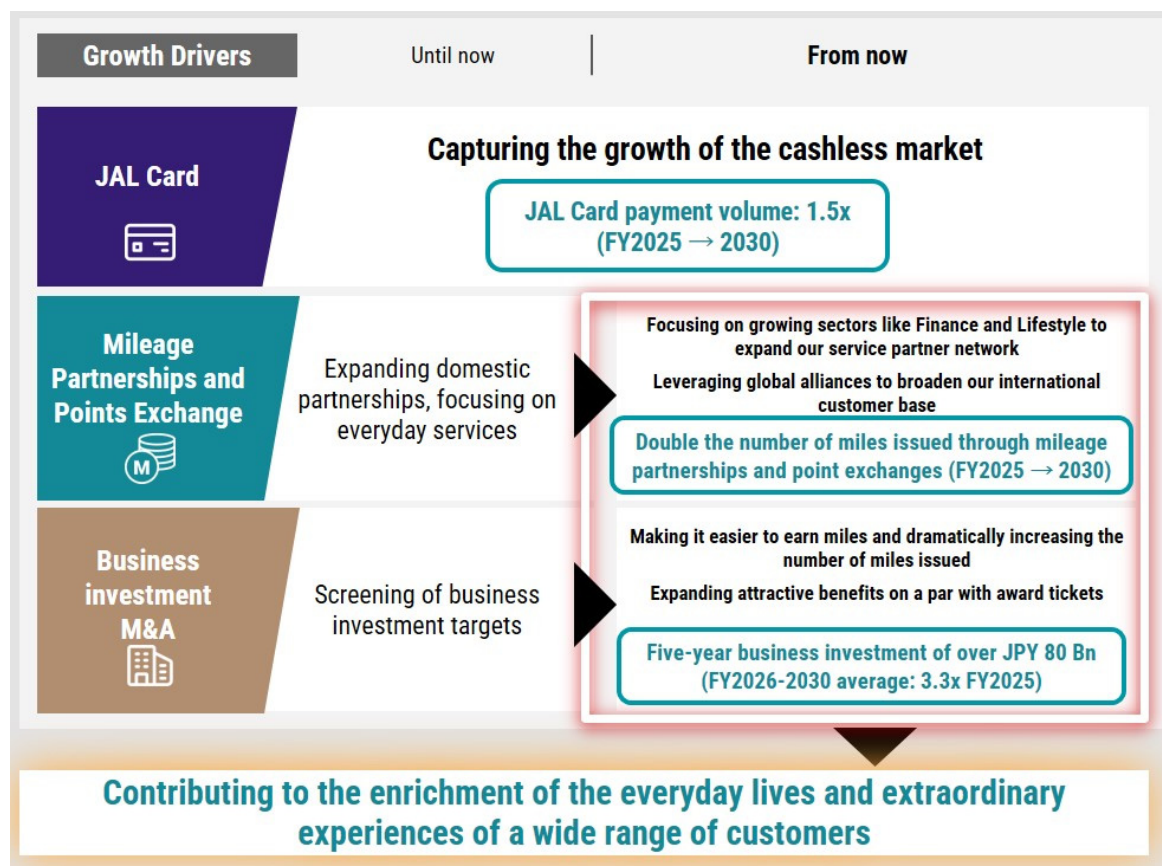 Growth Drivers
Until now
From now
JAL Card
Capturing the growth of the cashless market
JAL Card payment volume: 1.5x
(FY2025 → 2030)
Mileage
Partnerships and
Points Exchange
M
Expanding domestic
partnerships, focusing on
everyday services
Focusing on growing sectors like Finance and Lifestyle to
expand our service partner network
Leveraging global alliances to broaden our international
customer base
Double the number of miles issued through mileage
partnerships and point exchanges (FY2025 → 2030)
Business
investment
M&A
Screening of business
investment targets
Making it easier to earn miles and dramatically increasing the
number of miles issued
Expanding attractive benefits on a par with award tickets
Five-year business investment of over JPY 80 Bn
(FY2026-2030 average: 3.3x FY2025)
Contributing to the enrichment of the everyday lives and extraordinary
experiences of a wide range of customers